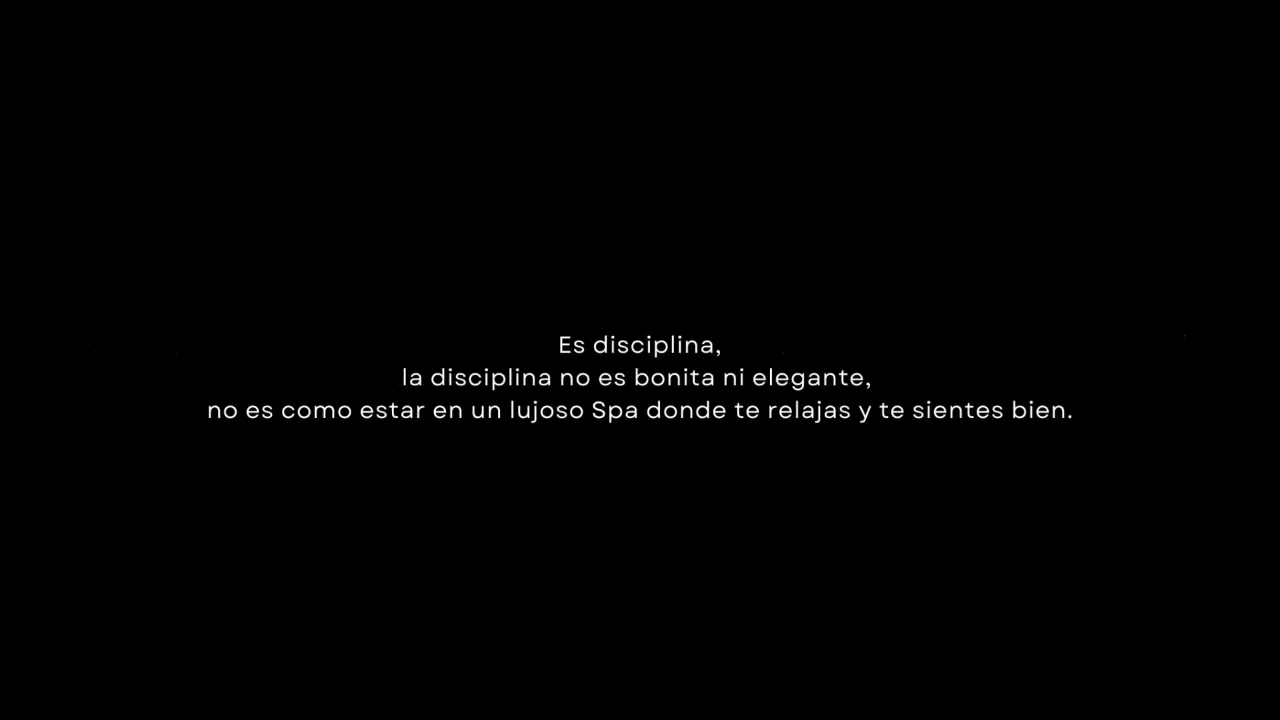 Es disciplina,
la disciplina no es bonita ni elegante,
no es como estar en un lujoso Spa donde te relajas y te sientes bien.